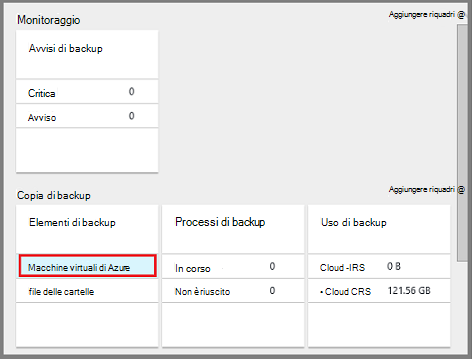 Monitoraggio
Aggiungere riquadri @
Avvisi di backup
Critica 0
Avviso 0
Copia di backup
Aggiungere riquadri @
Elementi di backup
Processi di backup
Uso di backup
Macchine virtuali di Azure
In corso 0
Cloud -IRS 0 B
file delle cartelle
Non è riuscito 0
• Cloud CRS 121.56 GB